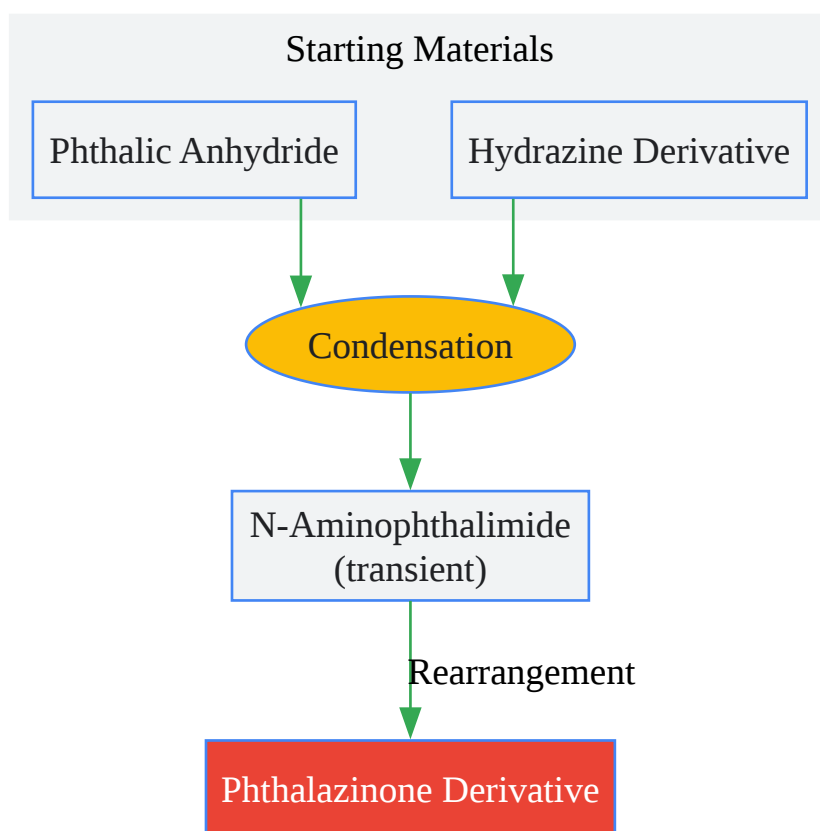 Starting Materials
Phthalic Anhydride
Hydrazine Derivative
Condensation
N-Aminophthalimide
(transient)
Rearrangement
Phthalazinone Derivative